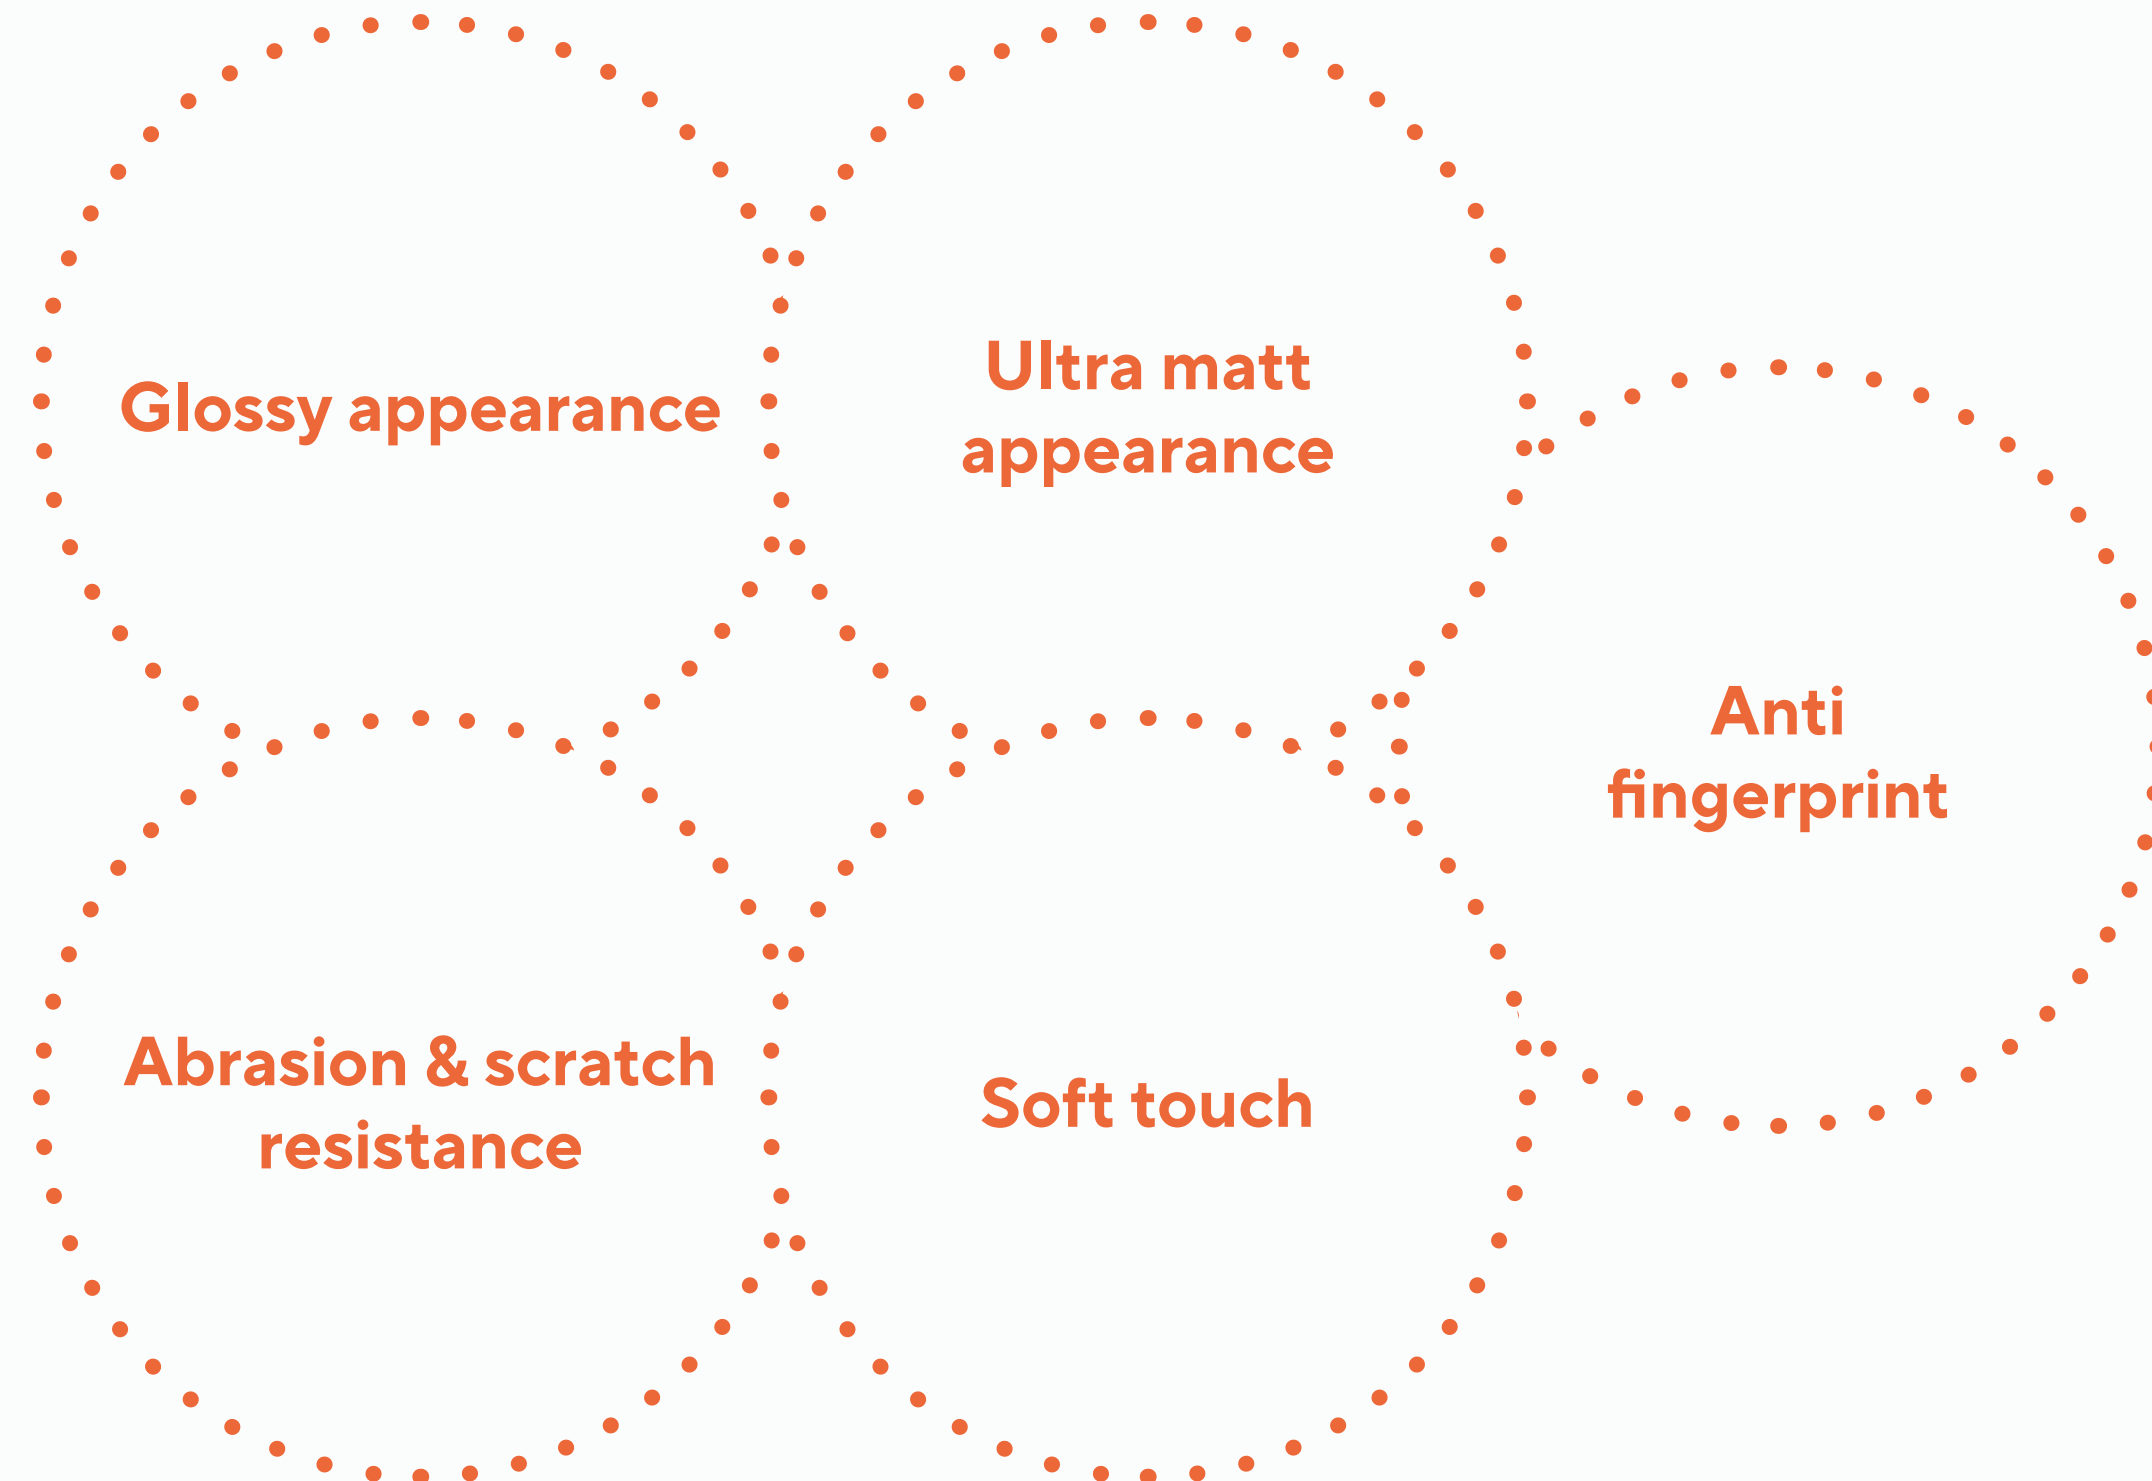 Glossy appearance
Ultra matt
appearance
Anti
fingerprint
Abrasion & scratch
resistance
Soft touch